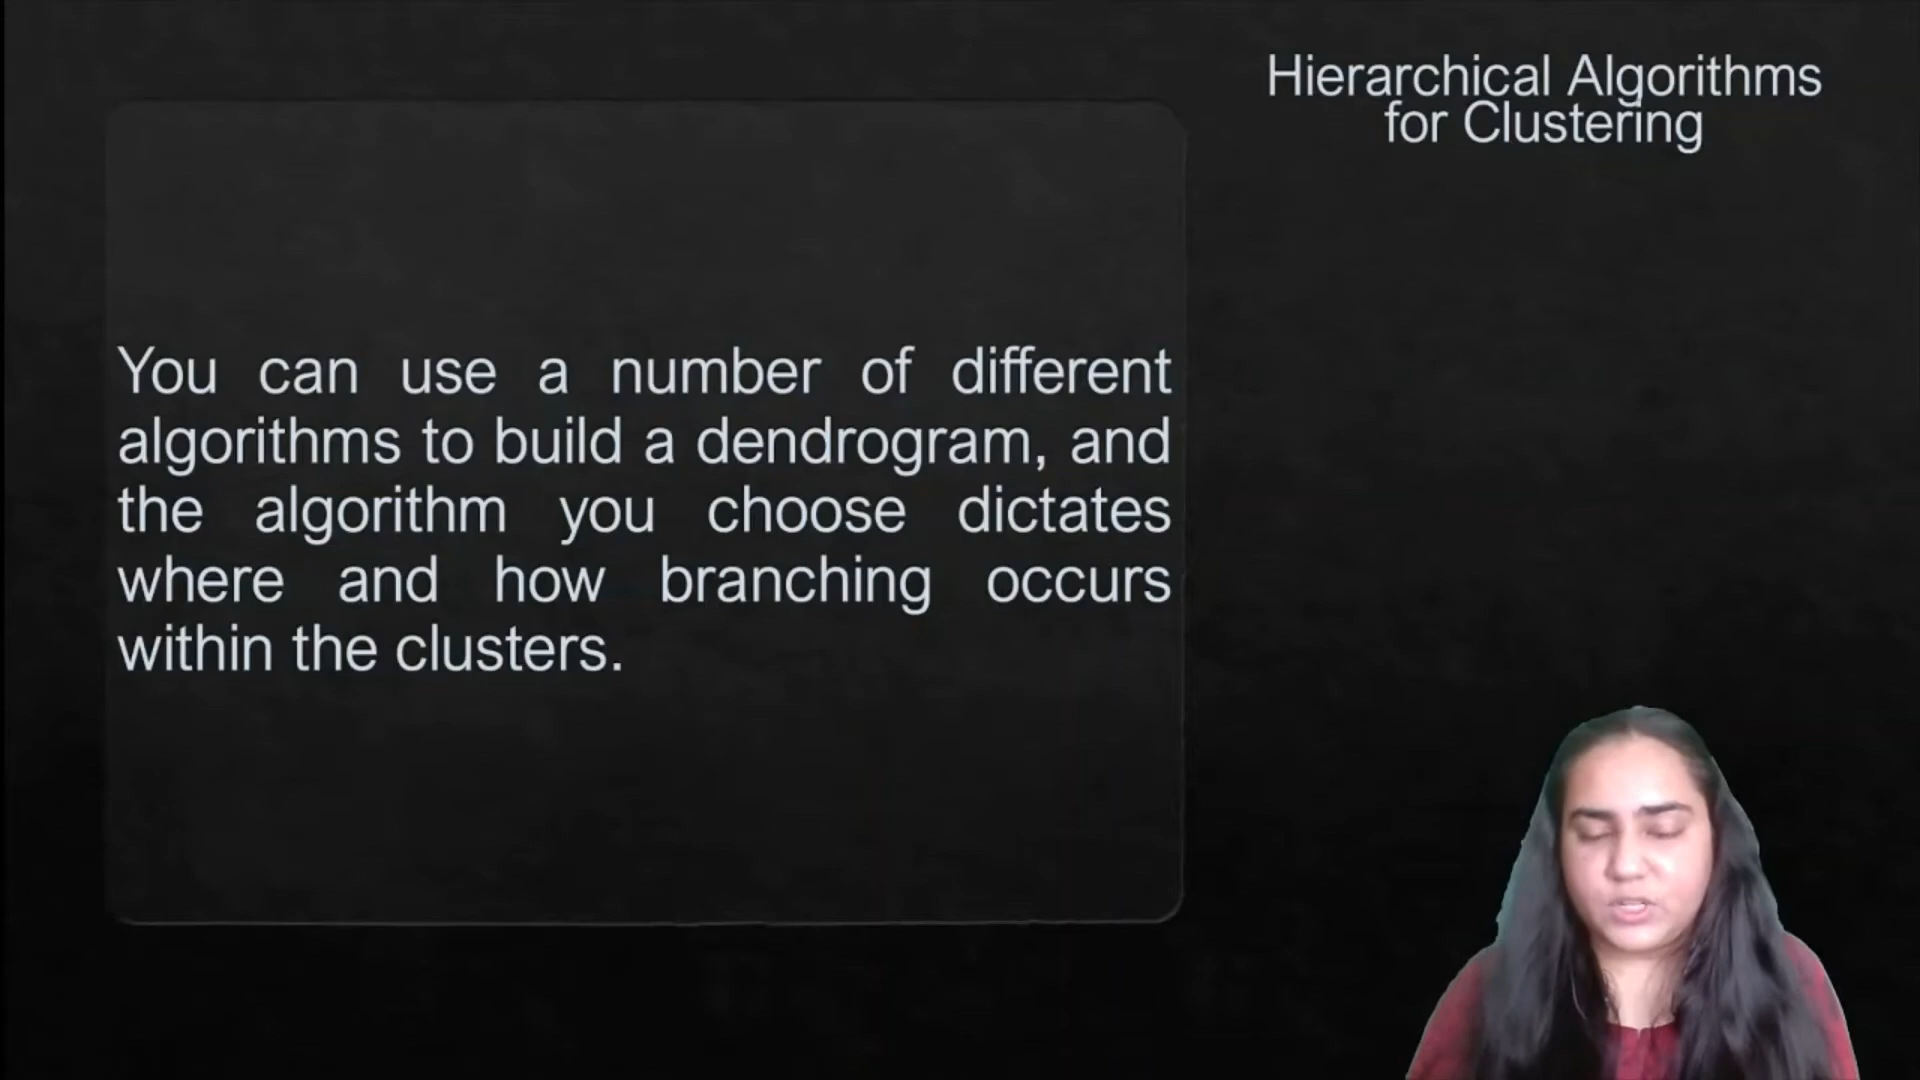 Hierarchical Algorithms
for Clustering
You can use a number of different
algorithms to build a dendrogram, and
the algorithm you choose dictates
where and how branching occurs
within the clusters.